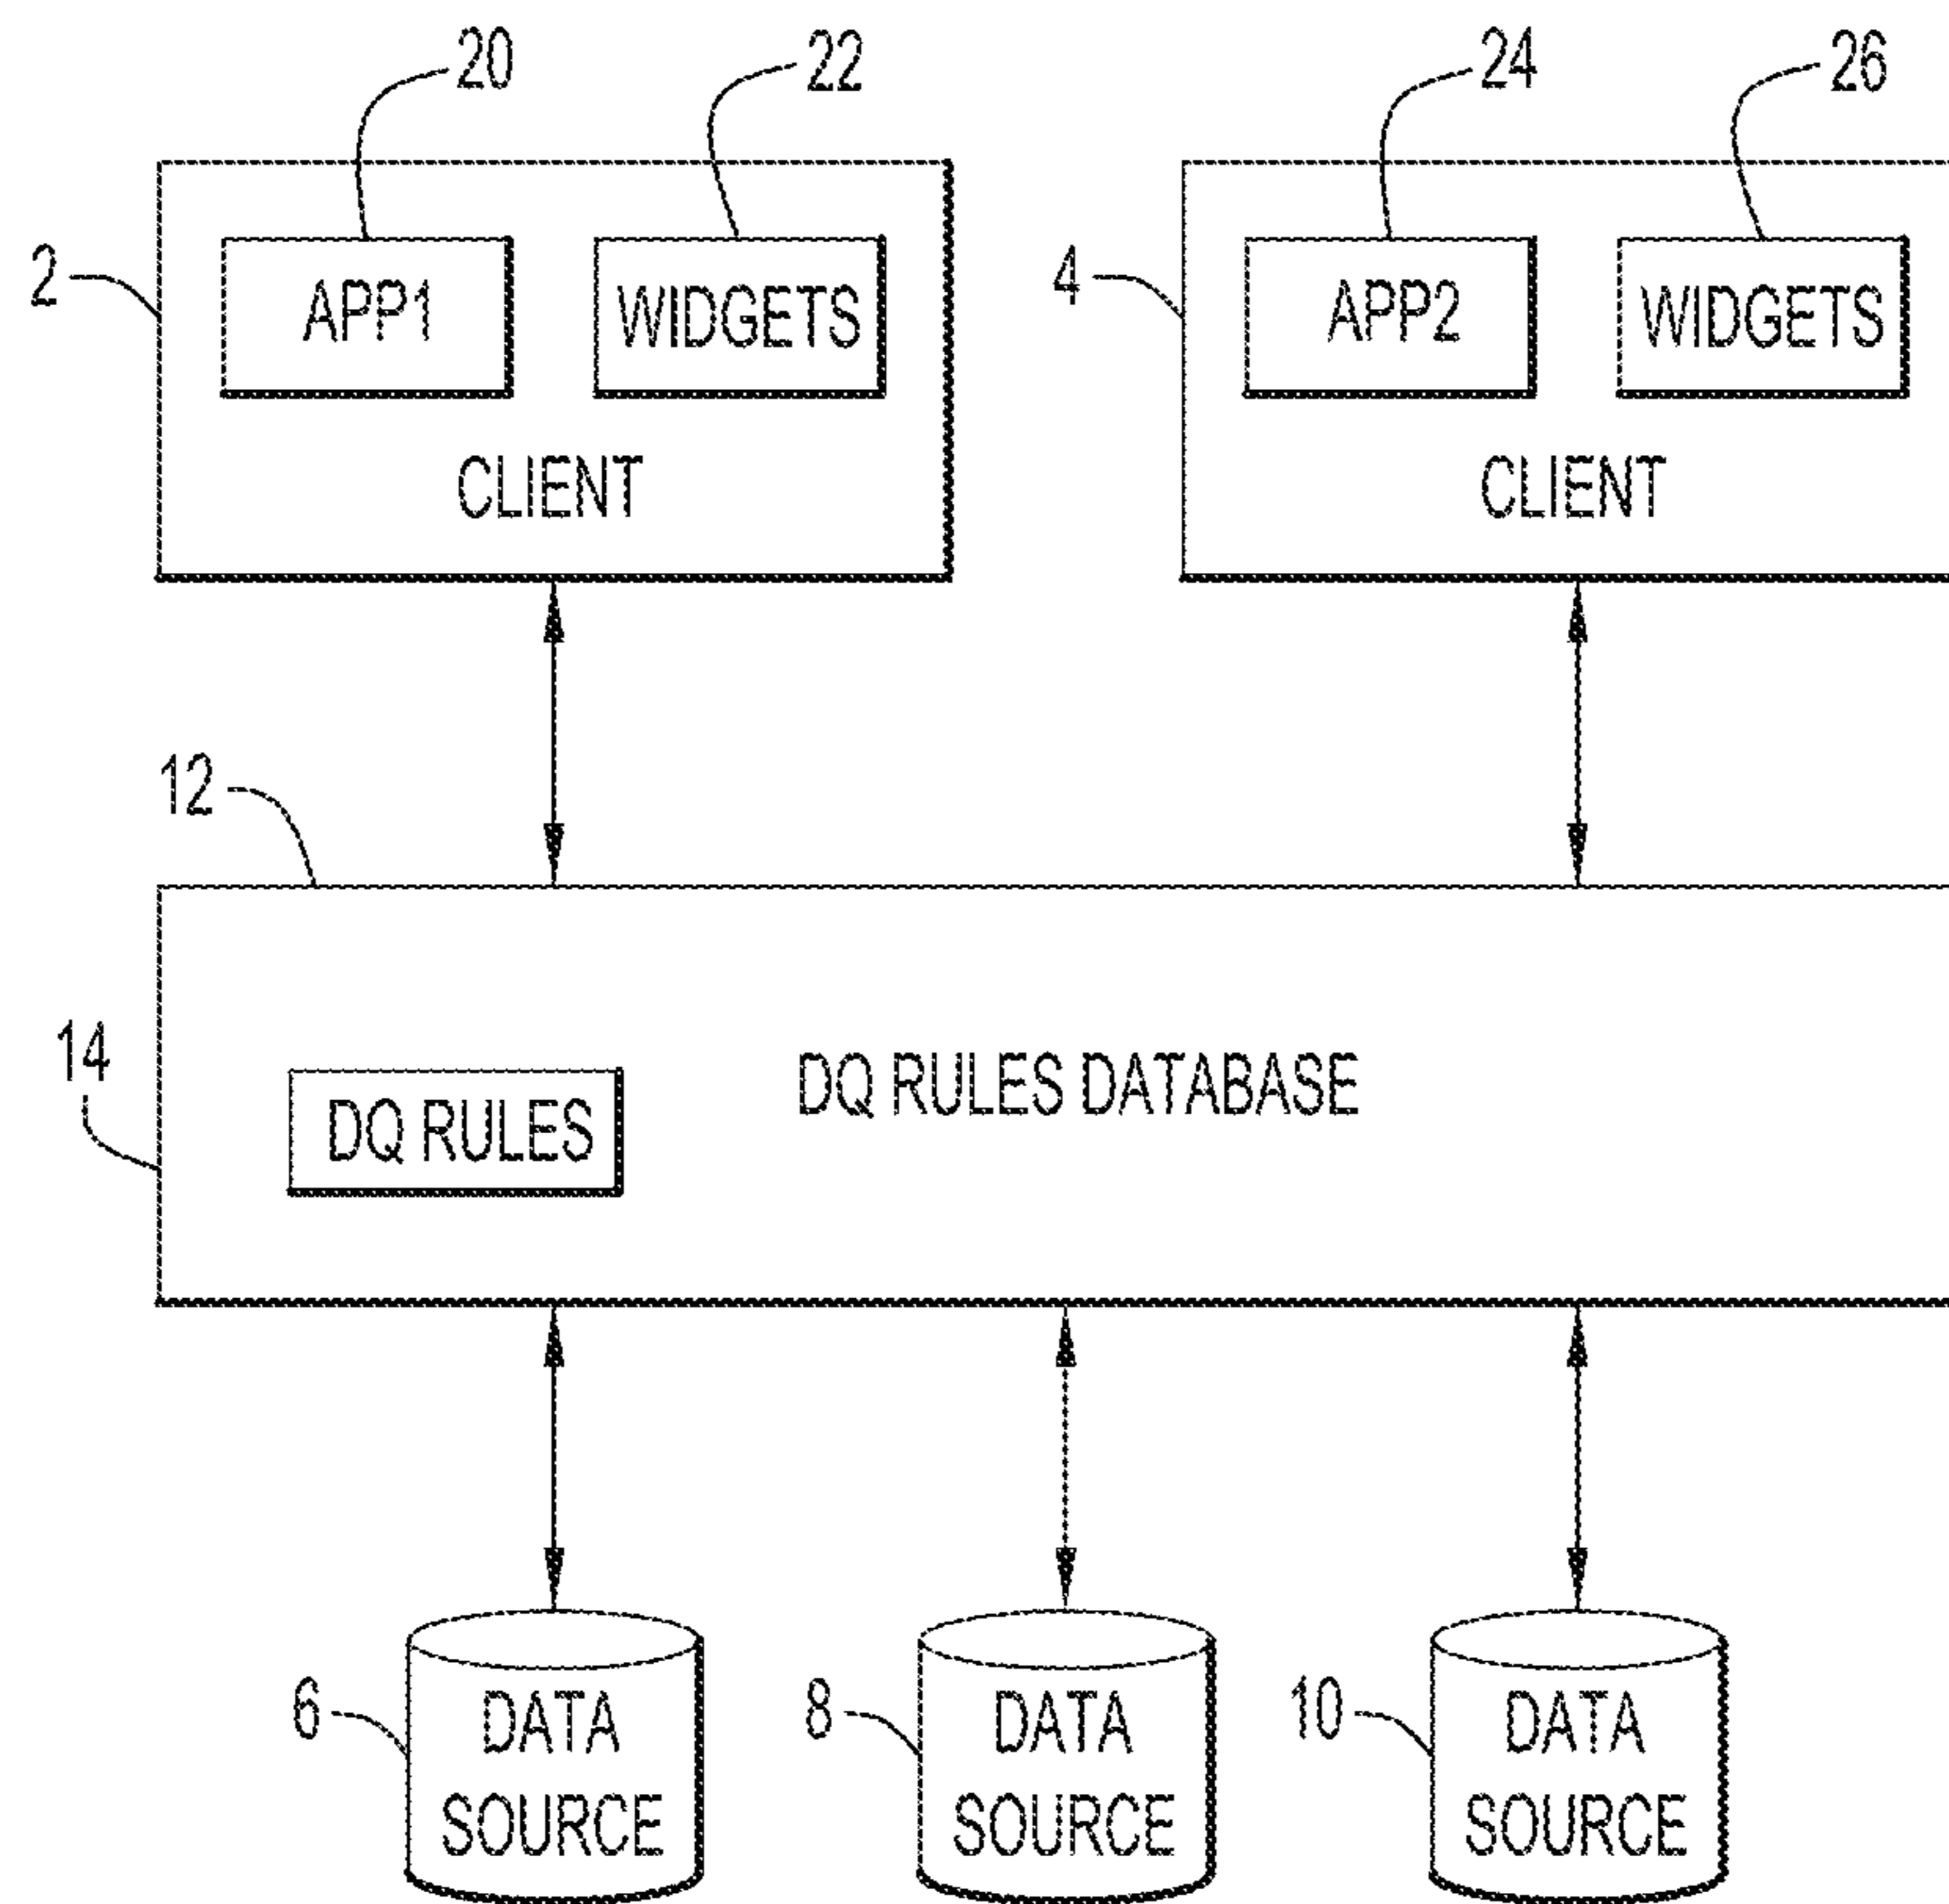 20
22
24
26
2
APP1
WIDGETS
4
APP2
WIDGETS
CLIENT
CLIENT
12
14
DQ RULES
DQ RULES DATABASE
6
DATA
SOURCE
8
DATA
SOURCE
10
DATA
SOURCE